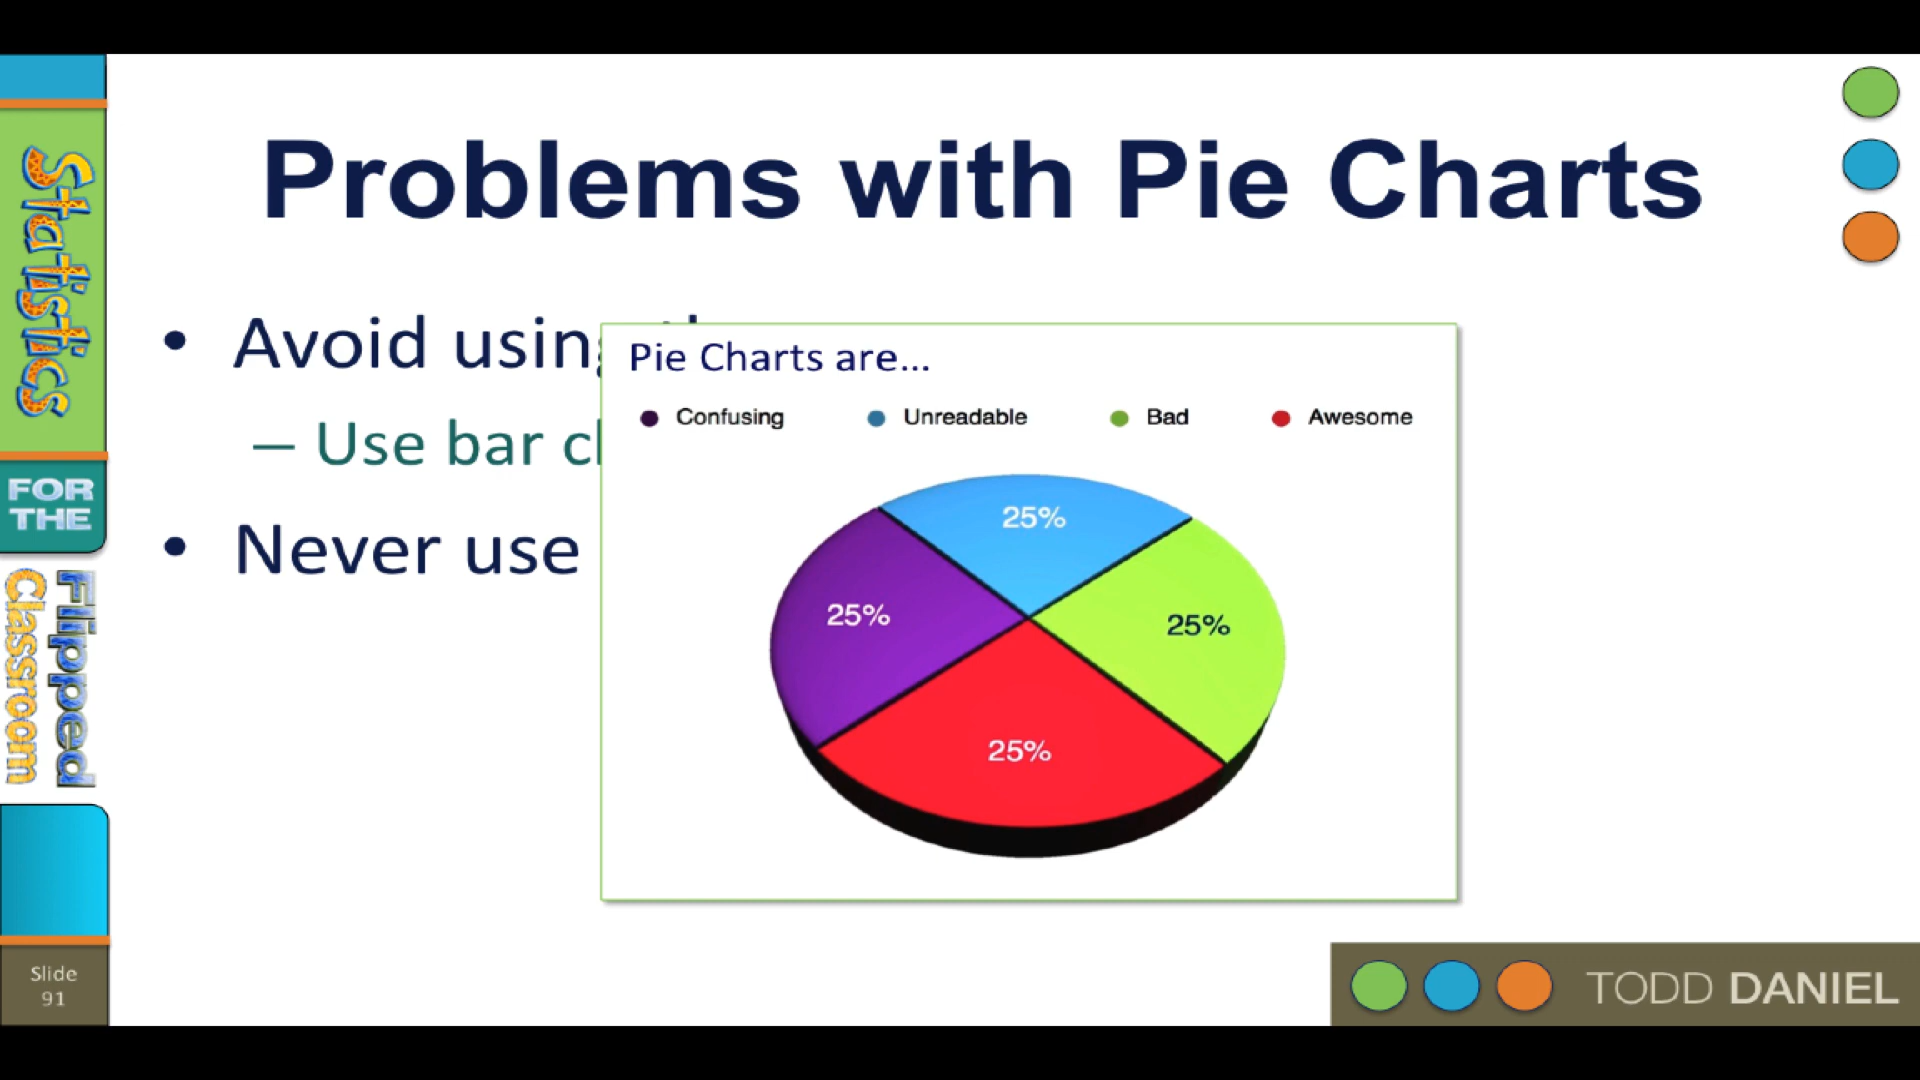 Statistics
FOR
THE
Flipped
Classroom
Slide
91
Problems with Pie Charts
• Avoid using
– Use bar
• Never use
Pie Charts are...
Confusing Unreadable Bad Awesome
25%
25%
25%
25%
TODD DANIEL